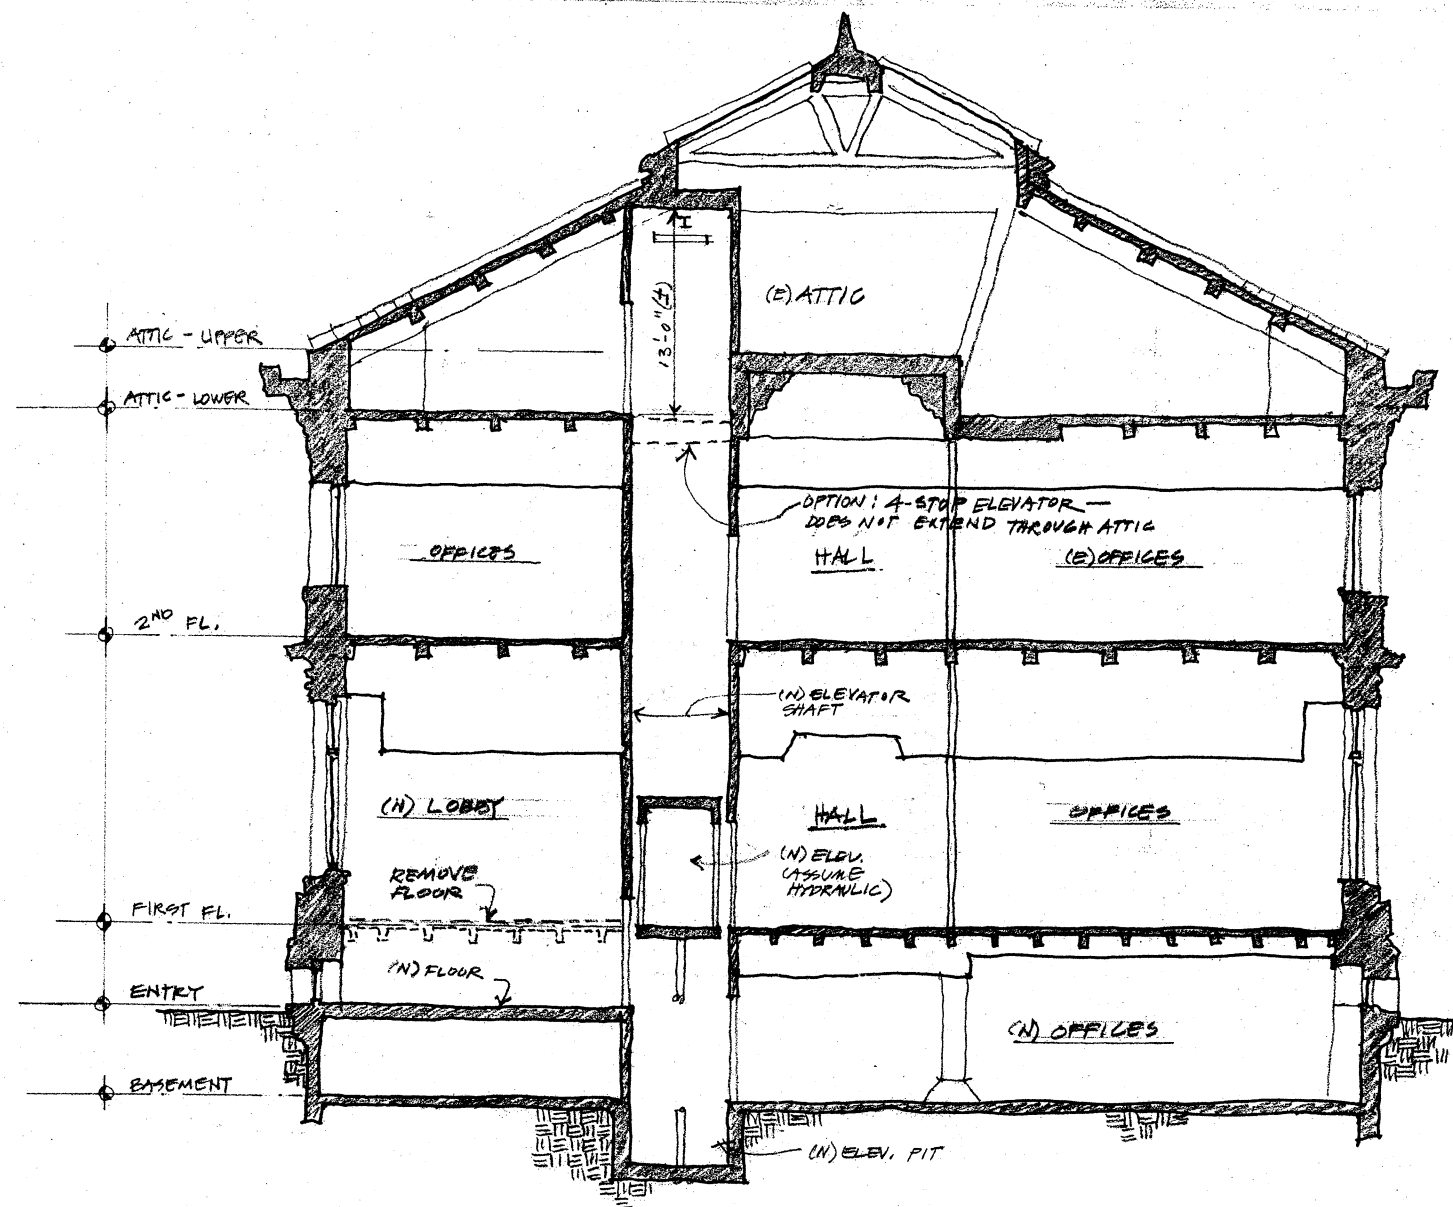 (E) ATTIC
13'-0"(±)
ATTIC - UPPER
ATTIC - LOWER
OPTION: 4-STOP ELEVATOR —
DOES NOT EXTEND THROUGH ATTIC
OFFICES
HALL
(E) OFFICES
2ND FL.
(N) ELEVATOR
SHAFT
(N) LOBBY
HALL
OFFICES
(N) ELEV.
(ASSUME
HYDRAULIC)
REMOVE
FLOOR
FIRST FL.
(N) FLOOR
ENTRY
(N) OFFICES
BASEMENT
(N) ELEV. PIT